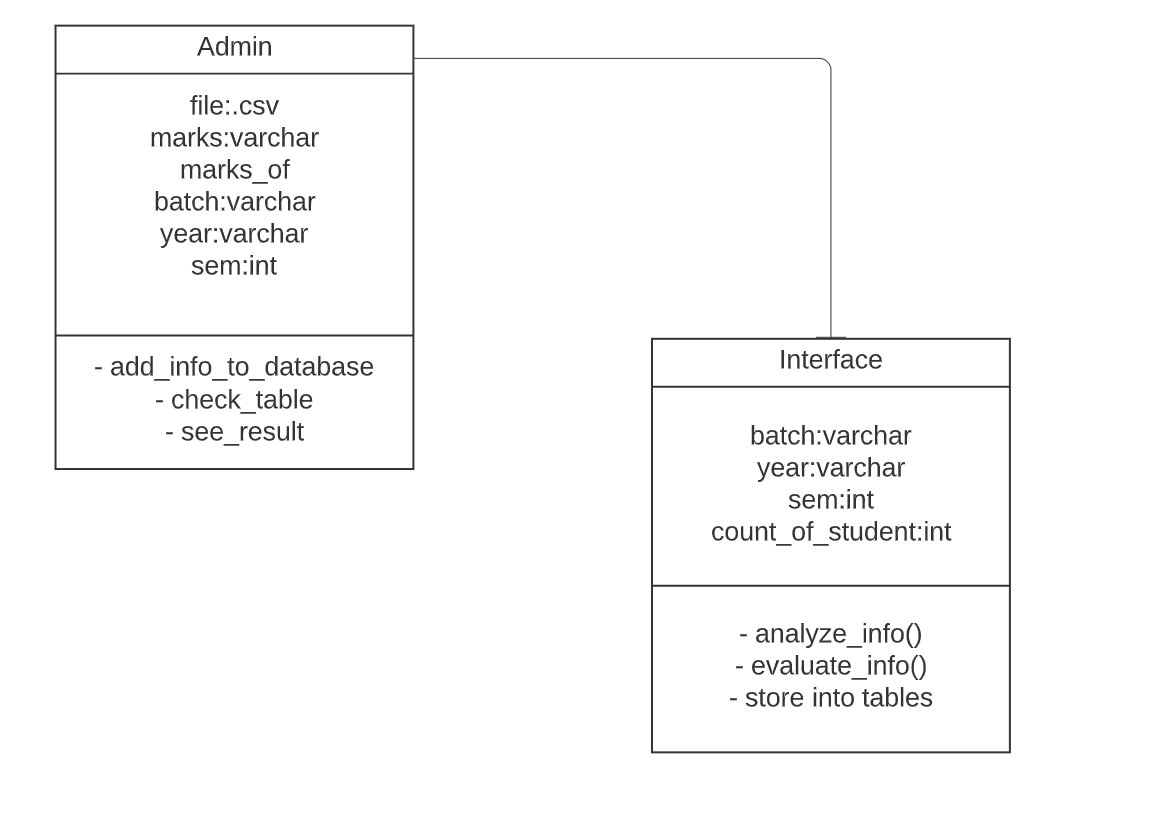 Admin
file:.csv
marks:varchar
marks_of
batch:varchar
year:varchar
sem:int
- add_info_to_database
- check_table
- see_result
Interface
batch:varchar
year:varchar
sem:int
count_of_student:int
- analyze_info()
- evaluate_info()
- store into tables